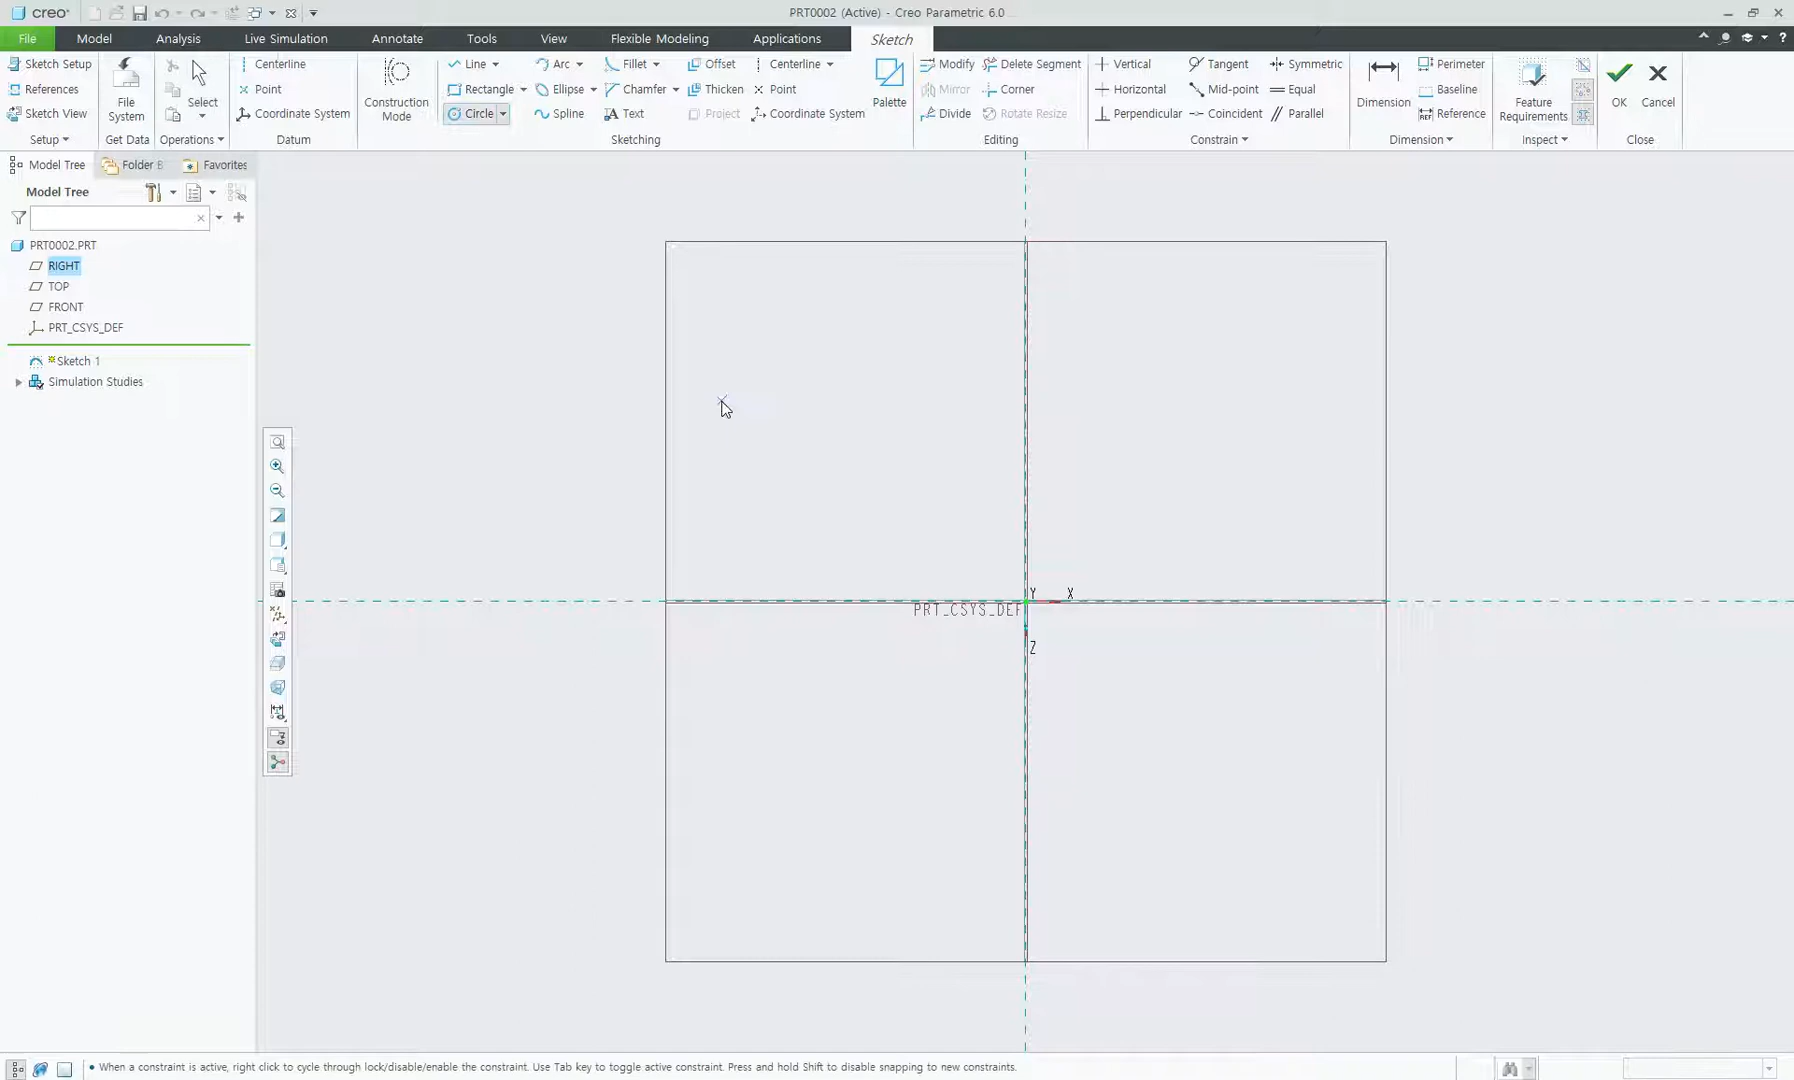 creo° PRT0002 (Active) - Creo Parametric 6.0
File Model Analysis Live Simulation Annotate Tools View Flexible Modeling Applications Sketch
Sketch Setup
References
Sketch View
Setup
File System
Get Data
Select
Operations
Centerline
Point
Coordinate System
Datum
Construction Mode
Line Arc Fillet Offset Centerline
Rectangle Ellipse Chamfer Thicken Point
Circle Spline Text Project Coordinate System
Palette
Sketching
Modify Delete Segment
Mirror Corner
Divide Rotate Resize
Editing
Vertical Tangent Symmetric
Horizontal Mid-point Equal
Perpendicular Coincident Parallel
Constrain
Dimension
Perimeter
Baseline
Reference
Dimension
Feature Requirements
Inspect
OK Cancel
Close
Model Tree Folder B Favorites
Model Tree
PRT0002.PRT
RIGHT
TOP
FRONT
PRT_CSYS_DEF
Sketch 1
Simulation Studies
Y X
PRT_CSYS_DEF
Z
• When a constraint is active, right click to cycle through lock/disable/enable the constraint. Use Tab key to toggle active constraint. Press and hold Shift to disable snapping to new constraints.